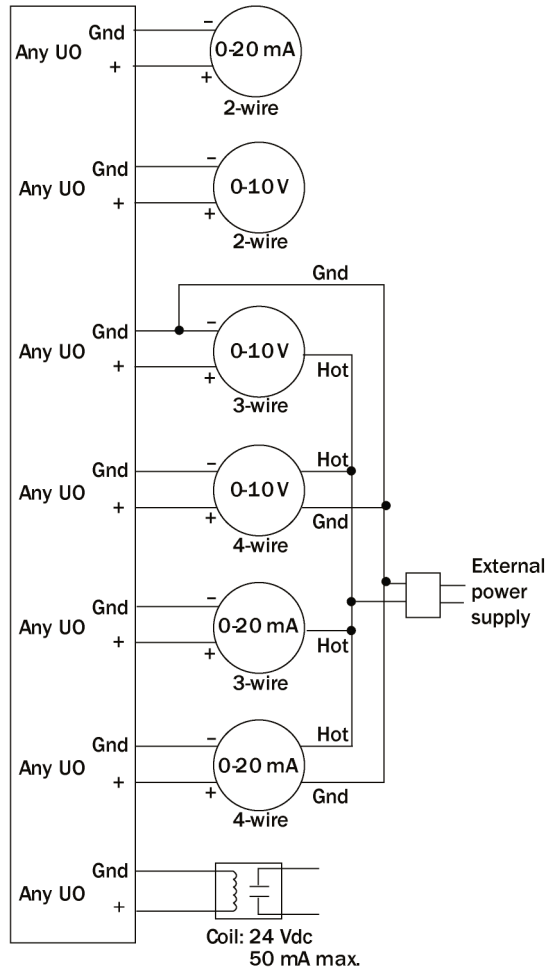 Gnd
−
0-20 mA
Any UO
+
+
2-wire
Gnd
−
0-10 V
Any UO
+
+
2-wire
Gnd
Gnd
−
0-10 V
Any UO
+
+
Hot
3-wire
Gnd
−
Hot
0-10 V
Any UO
+
+
Gnd
4-wire
External
power
supply
Gnd
−
0-20 mA
Any UO
+
+
Hot
3-wire
Gnd
−
Hot
0-20 mA
Any UO
+
+
Gnd
4-wire
Gnd
Any UO
+
Coil: 24 Vdc
50 mA max.